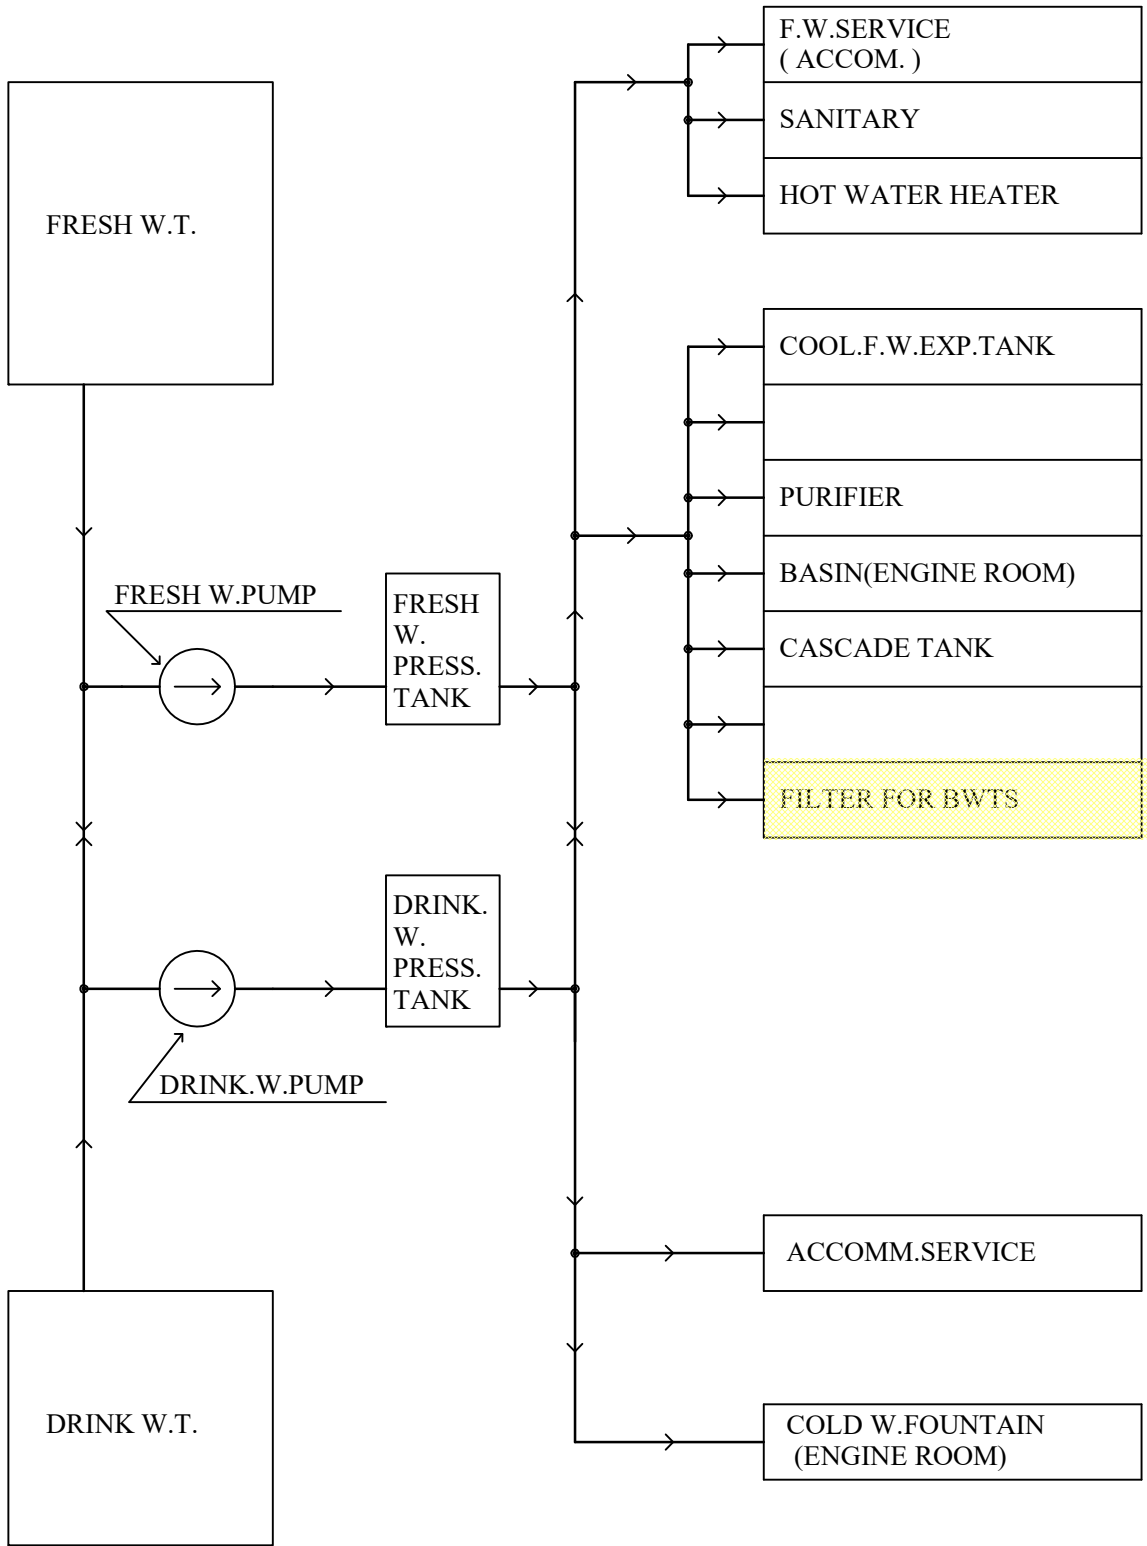 F.W.SERVICE
( ACCOM. )
SANITARY
HOT WATER HEATER
FRESH W.T.
COOL.F.W.EXP.TANK
PURIFIER
BASIN(ENGINE ROOM)
CASCADE TANK
FILTER FOR BWTS
FRESH W.PUMP
FRESH
W.
PRESS.
TANK
DRINK.
W.
PRESS.
TANK
DRINK.W.PUMP
ACCOMM.SERVICE
DRINK W.T.
COLD W.FOUNTAIN
(ENGINE ROOM)